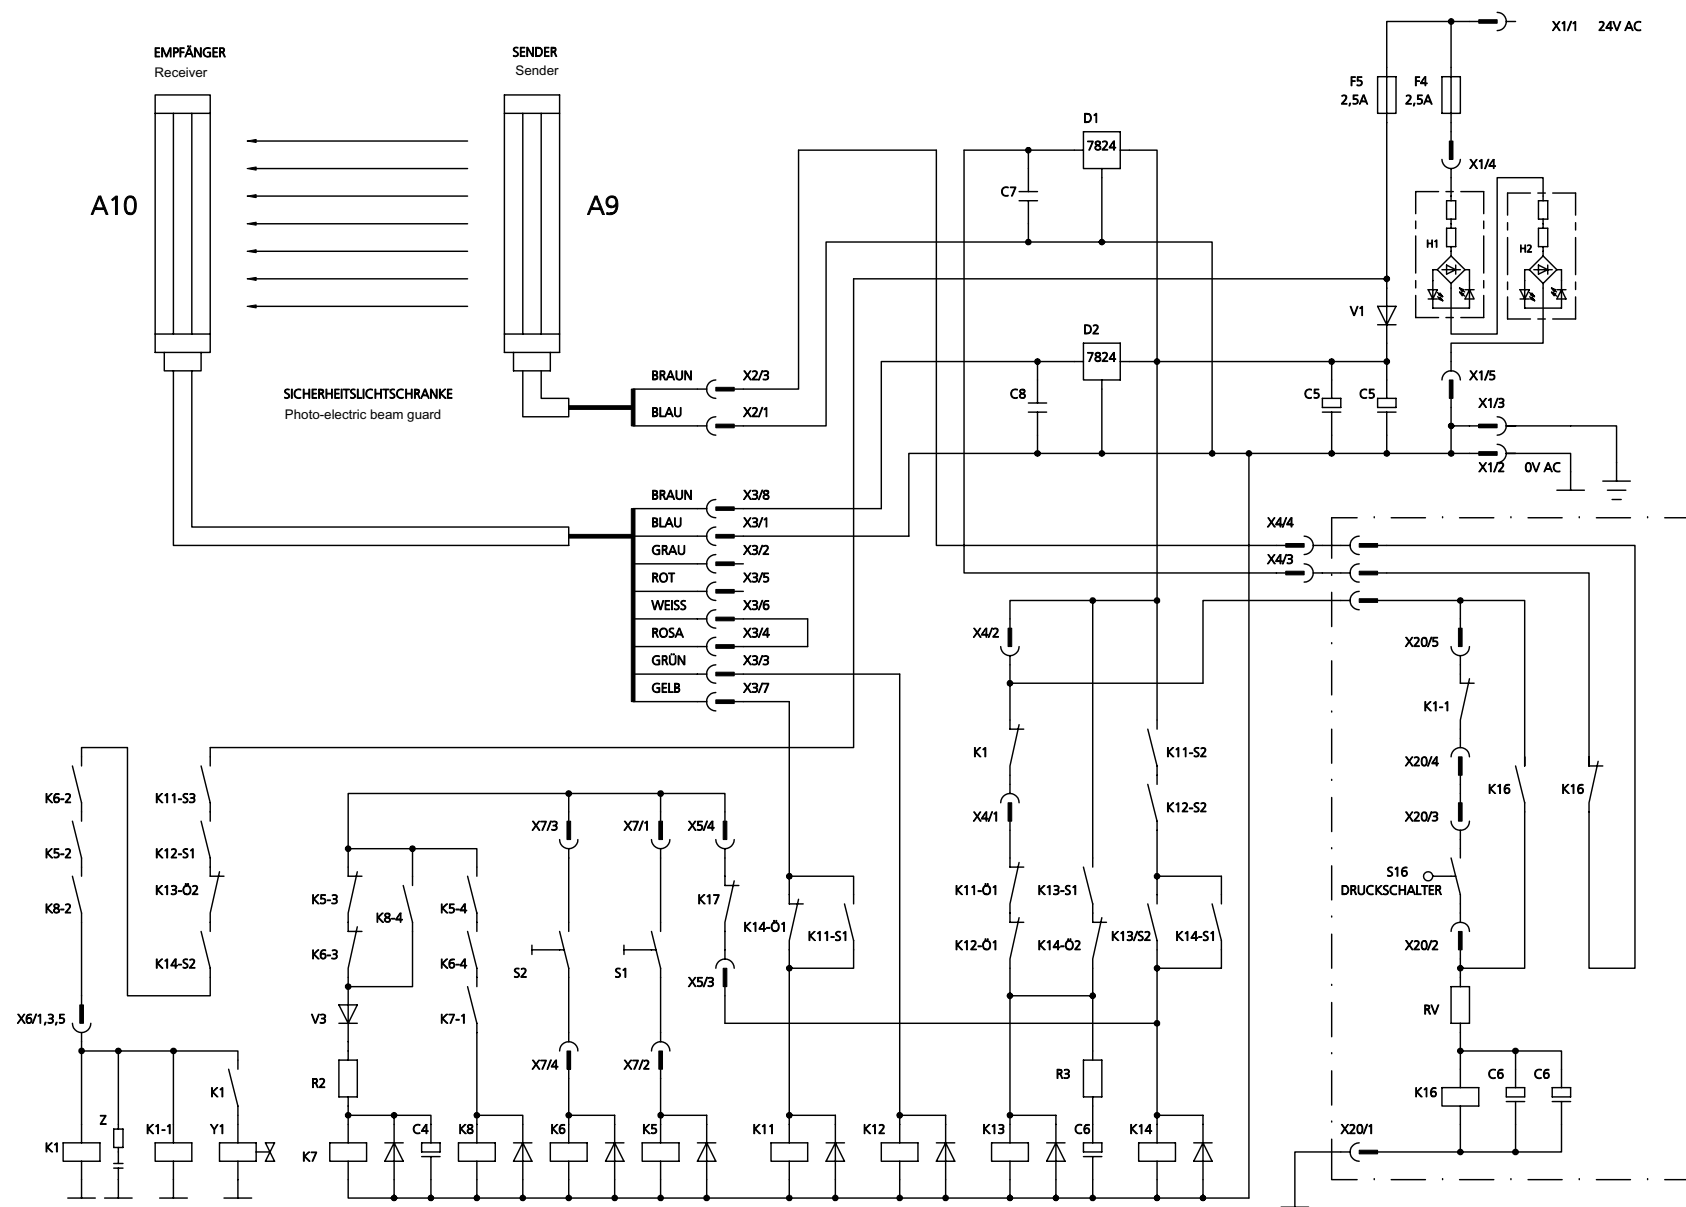 X1/1 24V AC
EMPFÄNGER
Receiver
SENDER
Sender
F5
2,5A
F4
2,5A
D1
7824
X1/4
C7
A10
A9
H1
H2
V1
D2
7824
BRAUN X2/3
X1/5
SICHERHEITSLICHTSCHRANKE
Photo-electric beam guard
C8
C5
C5
X1/3
BLAU X2/1
X1/2 0V AC
BRAUN X3/8
BLAU X3/1
X4/4
GRAU X3/2
X4/3
ROT X3/5
WEISS X3/6
ROSA X3/4
X4/2
X20/5
GRÜN X3/3
GELB X3/7
K1-1
K1
K11-S2
X20/4
K6-2
K11-S3
K16
K16
K12-S2
X4/1
X20/3
X7/3
X7/1
X5/4
K5-2
K12-S1
S16
DRUCKSCHALTER
K13-Ö2
K11-Ö1
K13-S1
K5-3
K17
K8-2
K8-4
K5-4
K14-Ö1
K11-S1
K12-Ö1
K14-Ö2
K13/S2
K14-S1
X20/2
K6-3
K6-4
K14-S2
S2
S1
X5/3
RV
X6/1,3,5
V3
K7-1
X7/4
X7/2
R2
R3
K1
K16
C6
C6
Z
K1
K1-1
Y1
K7
C4
K8
K6
K5
K11
K12
K13
C6
K14
X20/1